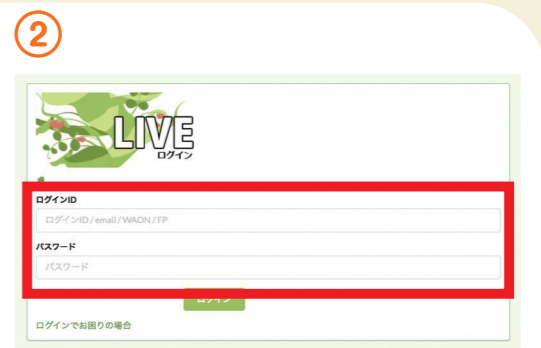 ②
LIVE
ログイン
ログインID
ログインID / email / WAON / FP
パスワード
パスワード
ログイン
ログインでお困りの場合